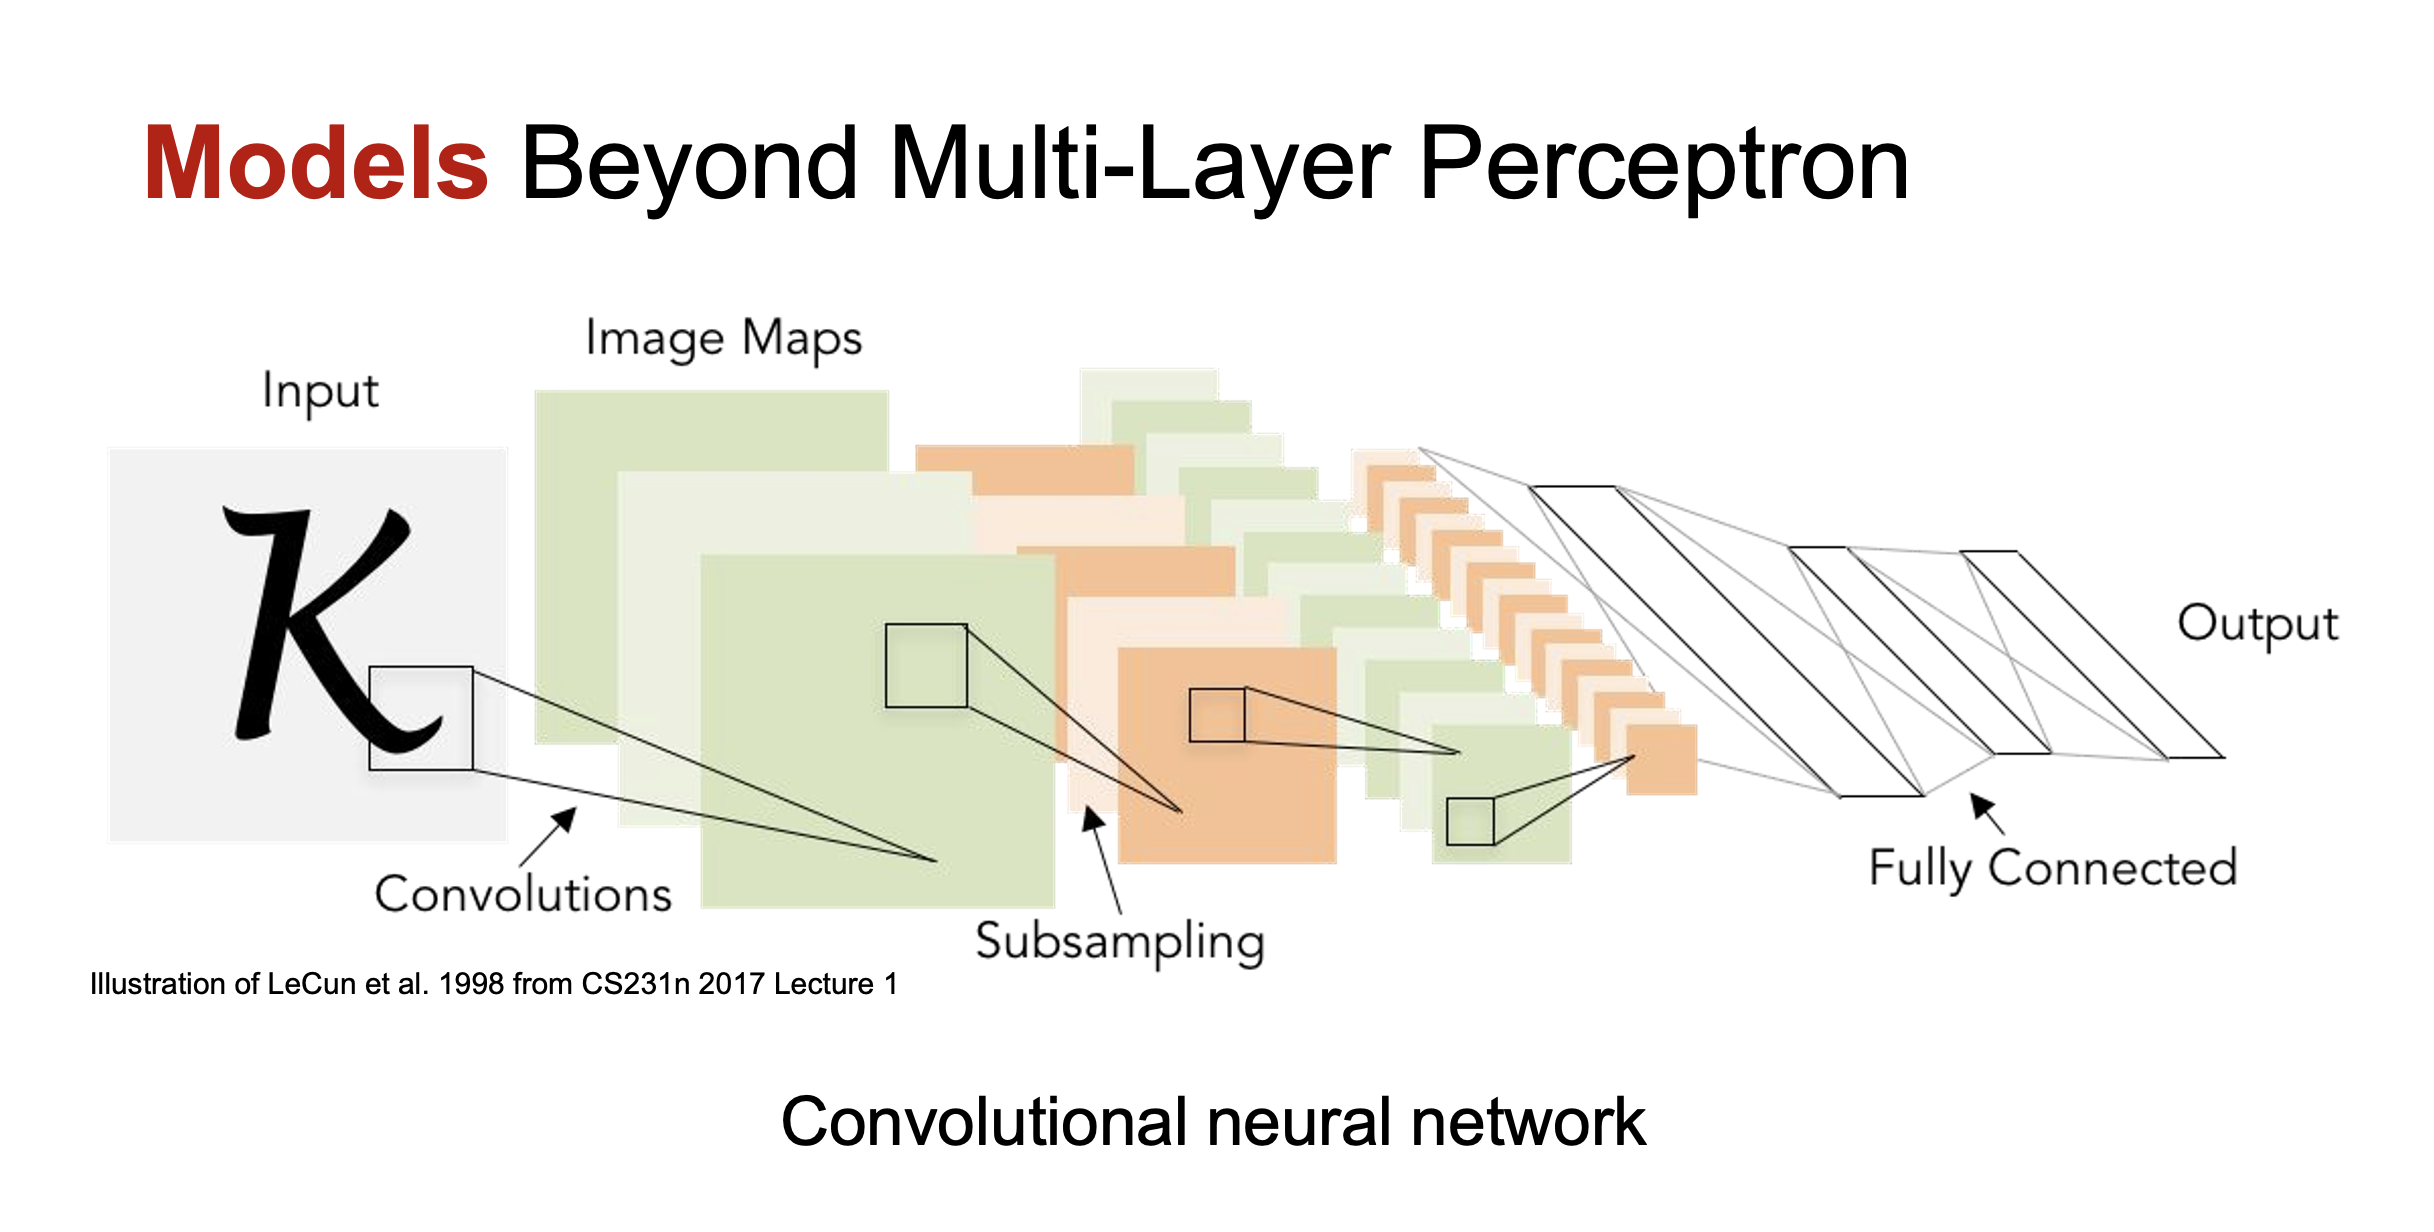 Models Beyond Multi-Layer Perceptron
Image Maps
Input
K
Output
Convolutions
Fully Connected
Subsampling
Illustration of LeCun et al. 1998 from CS231n 2017 Lecture 1
Convolutional neural network